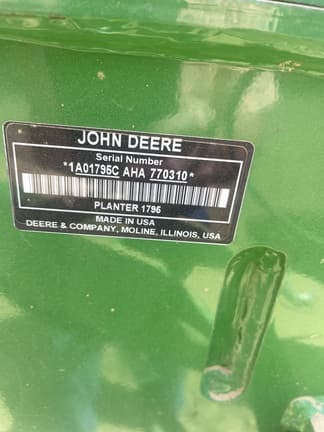 JOHN DEERE
Serial Number
*1A01795C AHA 770310*
PLANTER 1795
MADE IN USA
DEERE & COMPANY, MOLINE, ILLINOIS, USA